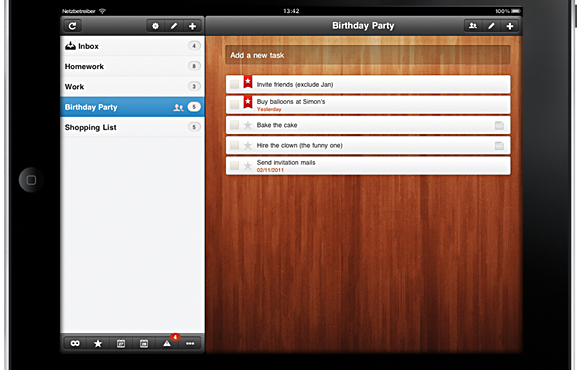 Netzbetreiber
13:42
100%
Birthday Party
Inbox 4
Homework 8
Work 3
Birthday Party 5
Shopping List 5
Add a new task
Invite friends (exclude Jan)
Buy balloons at Simon's
Yesterday
Bake the cake
Hire the clown (the funny one)
Send invitation mails
02/11/2011
4